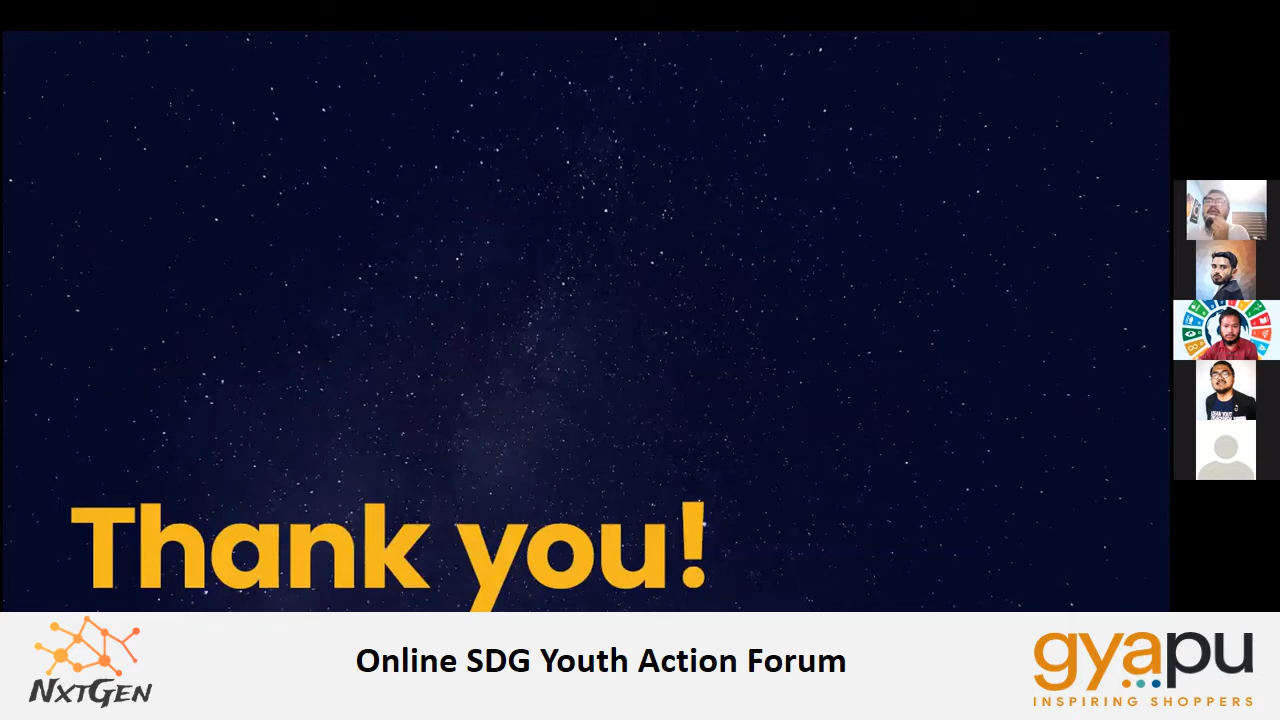 Thank you!
NxtGen
Online SDG Youth Action Forum
gyapu
INSPIRING SHOPPERS